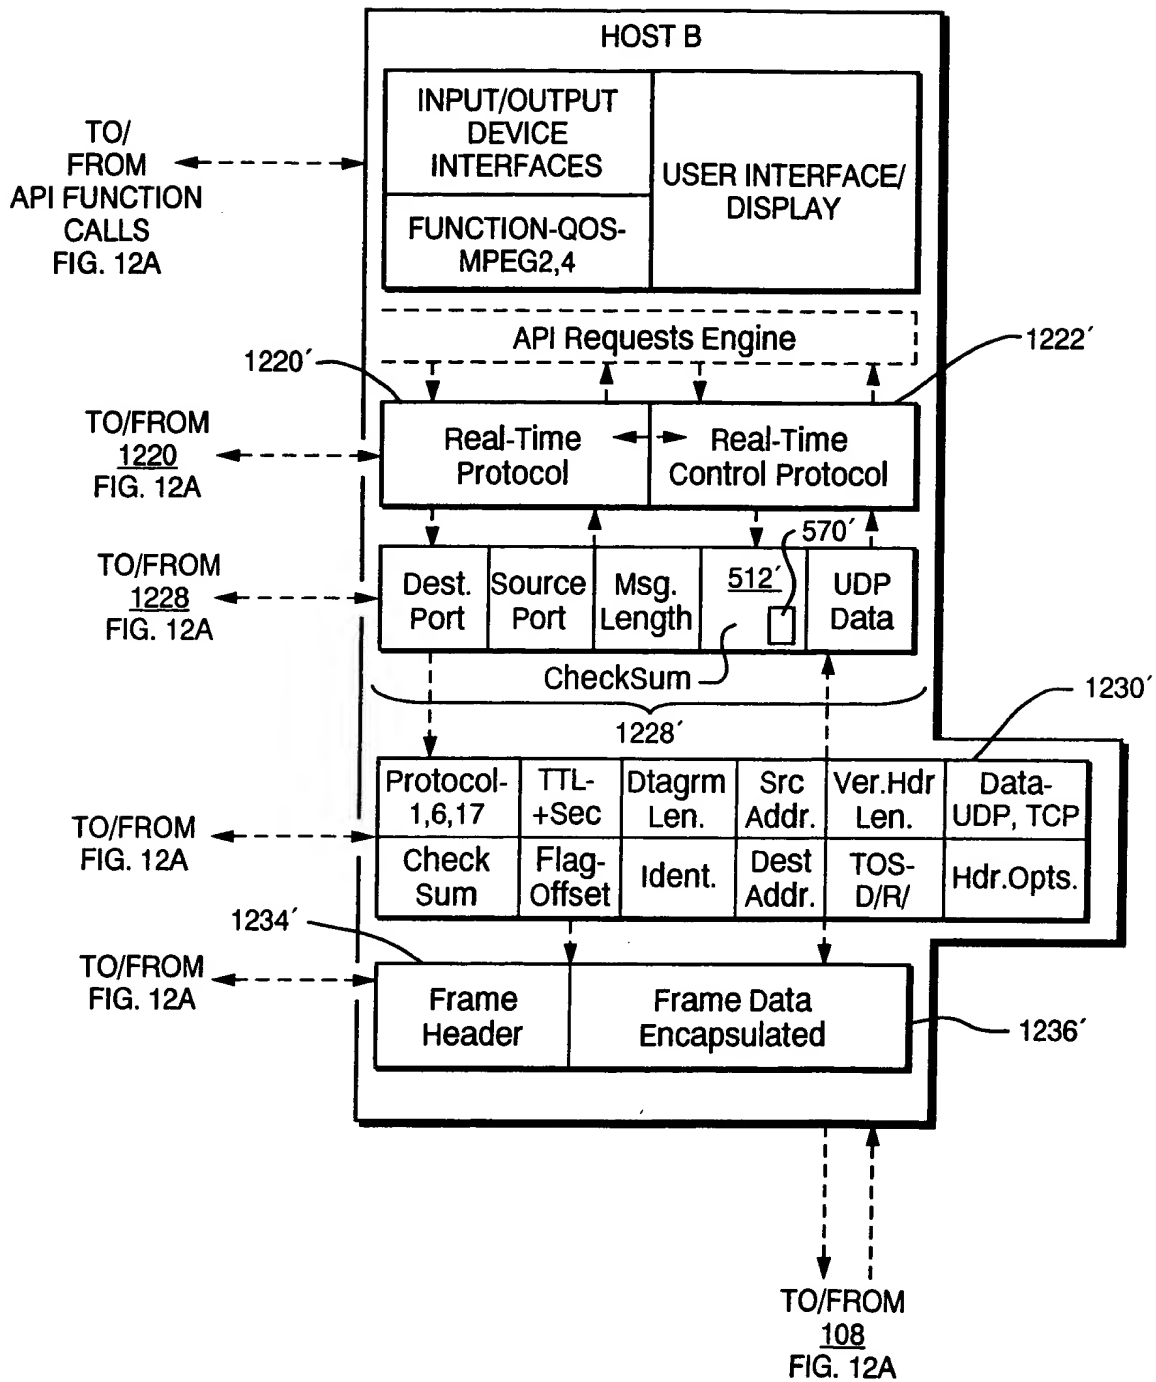 HOST B
INPUT/OUTPUT
DEVICE
INTERFACES
USER INTERFACE/
DISPLAY
FUNCTION-QOS-
MPEG2,4
TO/
FROM
API FUNCTION
CALLS
FIG. 12A
API Requests Engine
1220′
1222′
TO/FROM
1220
FIG. 12A
Real-Time
Protocol
Real-Time
Control Protocol
570′
TO/FROM
1228
FIG. 12A
Dest.
Port
Source
Port
Msg.
Length
512′
UDP
Data
CheckSum
1228′
1230′
TO/FROM
FIG. 12A
Protocol-
1,6,17
TTL-
+Sec
Dtagrm
Len.
Src
Addr.
Ver.Hdr
Len.
Data-
UDP, TCP
Check
Sum
Flag-
Offset
Ident.
Dest
Addr.
TOS-
D/R/
Hdr.Opts.
1234′
TO/FROM
FIG. 12A
Frame
Header
Frame Data
Encapsulated
1236′
TO/FROM
108
FIG. 12A